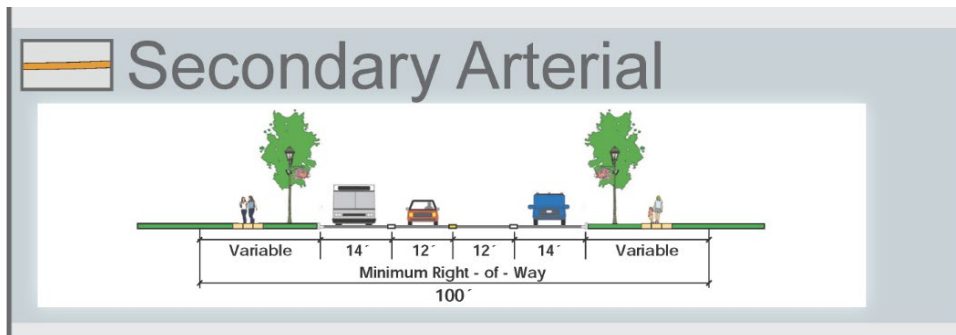 Secondary Arterial
Variable 14´ 12´ 12´ 14´ Variable
Minimum Right - of - Way
100´